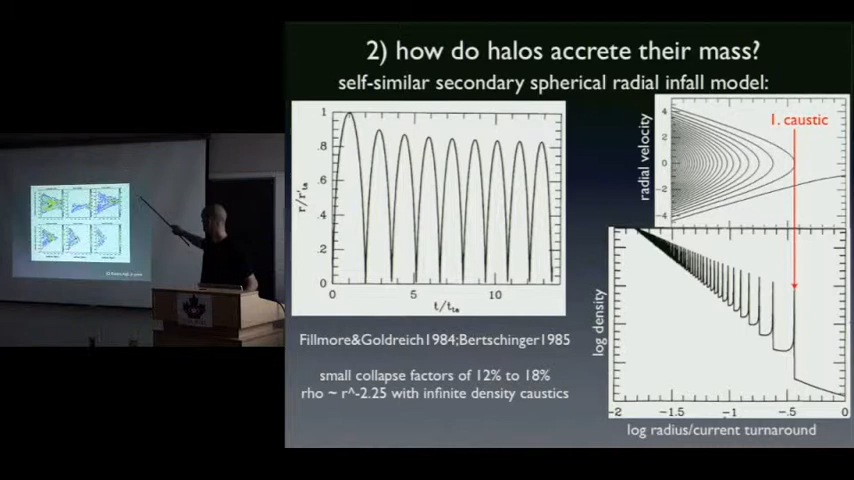 2) how do halos accrete their mass?
self-similar secondary spherical radial infall model:
1
.8
.6
.4
.2
0
r/r'ta
0
5
10
t/tta
Fillmore&Goldreich1984;Bertschinger1985
small collapse factors of 12% to 18%
rho ~ r^-2.25 with infinite density caustics
1. caustic
4
2
0
-2
-4
radial velocity
log density
-2
-1.5
-1
-.5
0
log radius/current turnaround